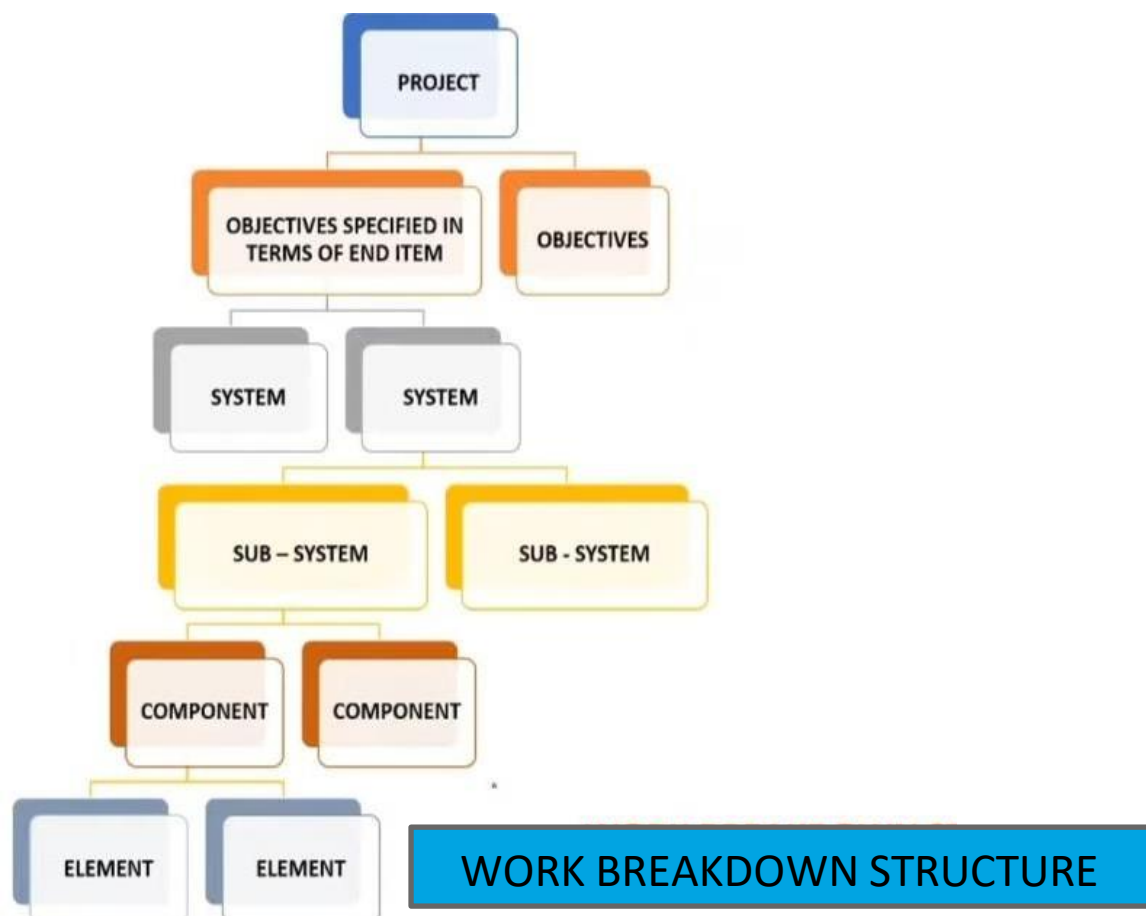 PROJECT
OBJECTIVES SPECIFIED IN
TERMS OF END ITEM
OBJECTIVES
SYSTEM
SYSTEM
SUB – SYSTEM
SUB - SYSTEM
COMPONENT
COMPONENT
ELEMENT
ELEMENT
WORK BREAKDOWN STRUCTURE